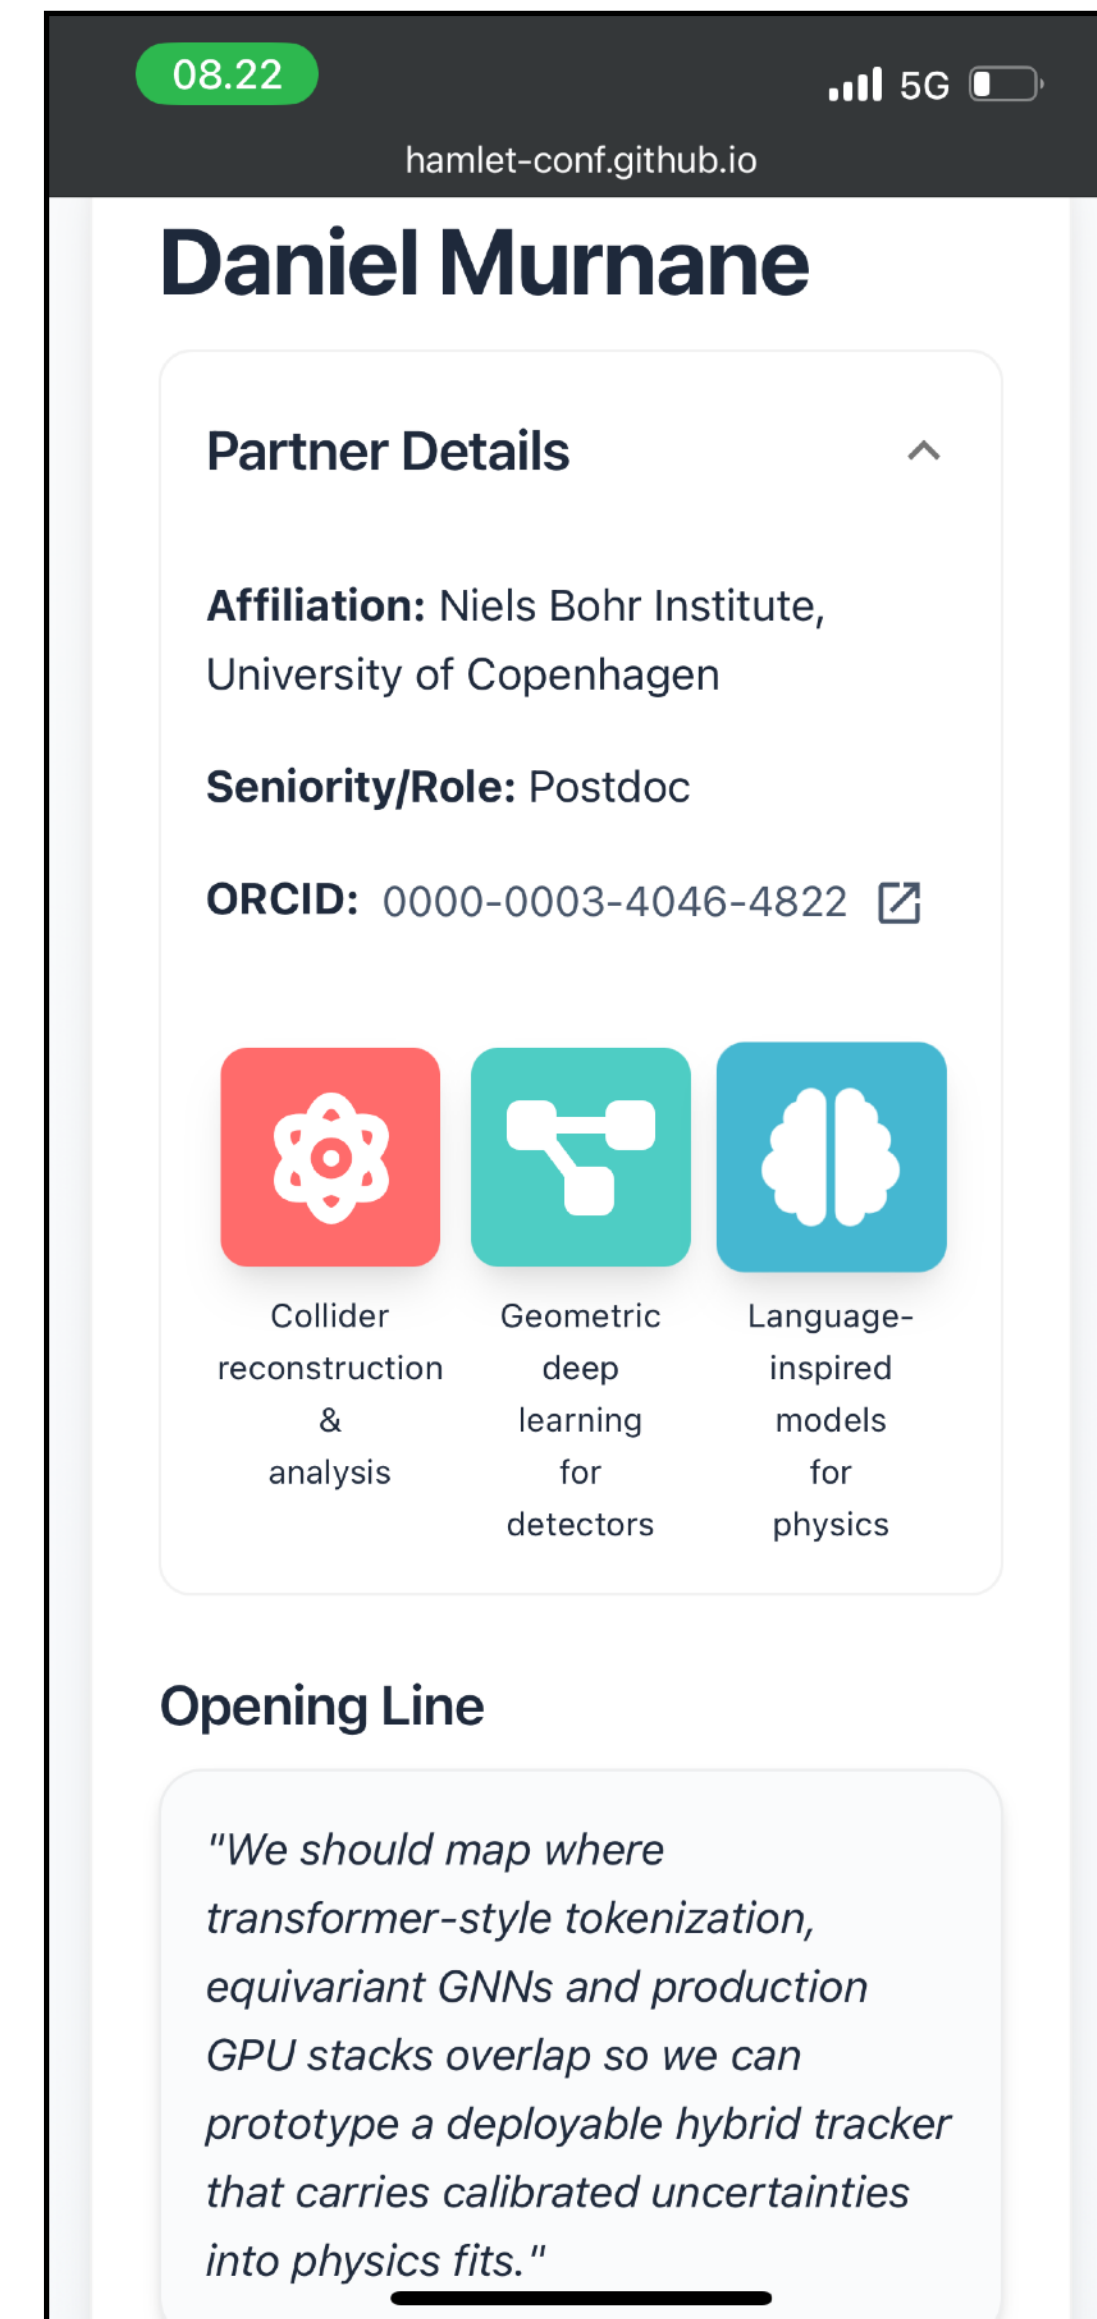 08.22
5G
hamlet-conf.github.io
Daniel Murnane
Partner Details
Affiliation: Niels Bohr Institute,
University of Copenhagen
Seniority/Role: Postdoc
ORCID: 0000-0003-4046-4822
Collider
reconstruction
&
analysis
Geometric
deep
learning
for
detectors
Language-
inspired
models
for
physics
Opening Line
"We should map where
transformer-style tokenization,
equivariant GNNs and production
GPU stacks overlap so we can
prototype a deployable hybrid tracker
that carries calibrated uncertainties
into physics fits."